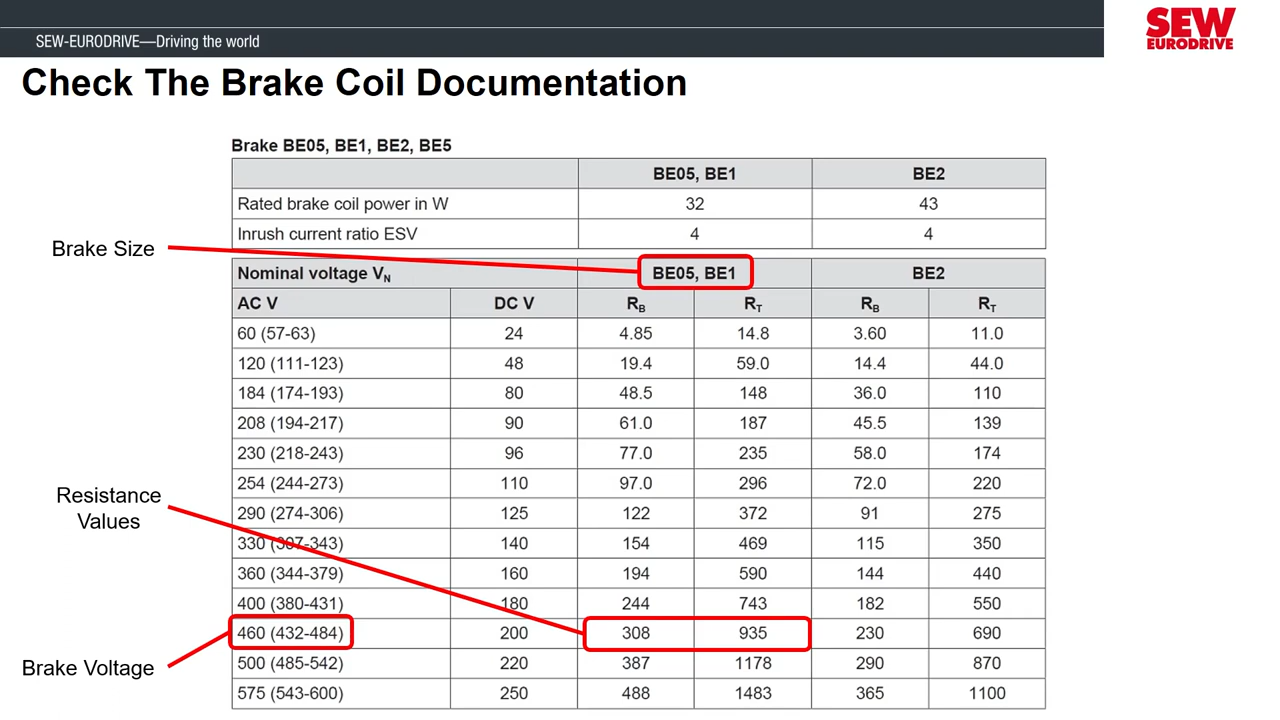 SEW-EURODRIVE—Driving the world
SEW
EURODRIVE
Check The Brake Coil Documentation
Brake BE05, BE1, BE2, BE5
BE05, BE1 BE2
Rated brake coil power in W 32 43
Inrush current ratio ESV 4 4
Brake Size
Nominal voltage VN BE05, BE1 BE2
AC V DC V RB RT RB RT
60 (57-63) 24 4.85 14.8 3.60 11.0
120 (111-123) 48 19.4 59.0 14.4 44.0
184 (174-193) 80 48.5 148 36.0 110
208 (194-217) 90 61.0 187 45.5 139
230 (218-243) 96 77.0 235 58.0 174
254 (244-273) 110 97.0 296 72.0 220
Resistance
Values
290 (274-306) 125 122 372 91 275
330 (307-343) 140 154 469 115 350
360 (344-379) 160 194 590 144 440
400 (380-431) 180 244 743 182 550
460 (432-484) 200 308 935 230 690
Brake Voltage
500 (485-542) 220 387 1178 290 870
575 (543-600) 250 488 1483 365 1100